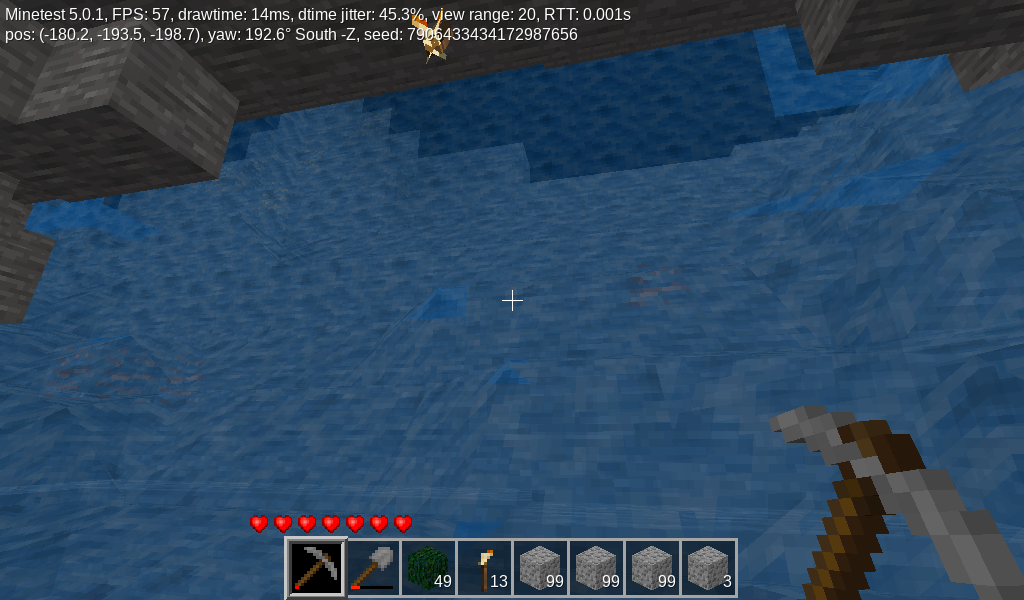 Minetest 5.0.1, FPS: 57, drawtime: 14ms, dtime jitter: 45.3%, view range: 20, RTT: 0.001s
pos: (-180.2, -193.5, -198.7), yaw: 192.6° South -Z, seed: 7906433434172987656
49 13 99 99 99 3